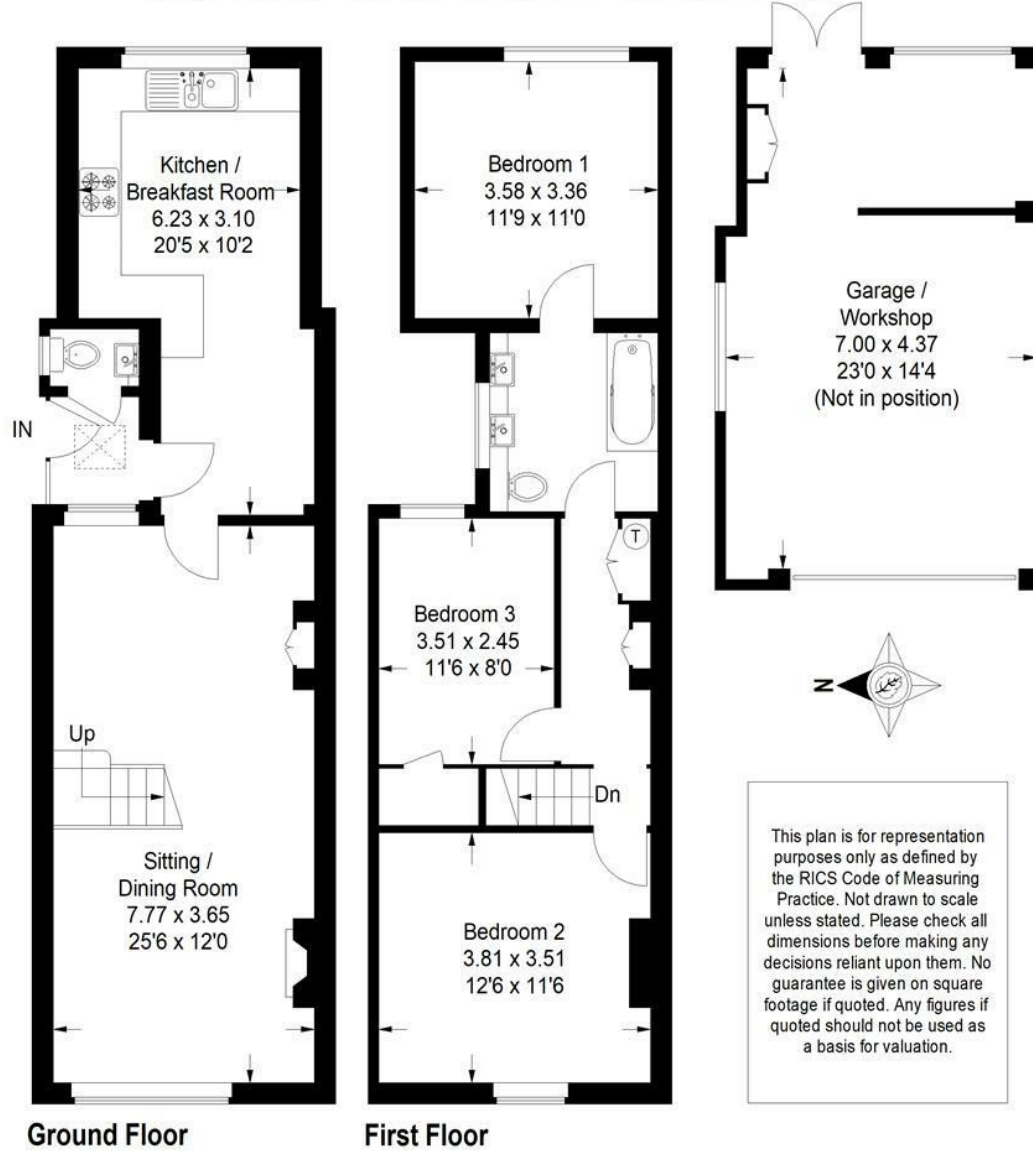 Kitchen /
Breakfast Room
6.23 x 3.10
20'5 x 10'2
IN
Up
Sitting /
Dining Room
7.77 x 3.65
25'6 x 12'0
Ground Floor
Bedroom 1
3.58 x 3.36
11'9 x 11'0
T
Bedroom 3
3.51 x 2.45
11'6 x 8'0
Dn
Bedroom 2
3.81 x 3.51
12'6 x 11'6
First Floor
Garage /
Workshop
7.00 x 4.37
23'0 x 14'4
(Not in position)
N
This plan is for representation
purposes only as defined by
the RICS Code of Measuring
Practice. Not drawn to scale
unless stated. Please check all
dimensions before making any
decisions reliant upon them. No
guarantee is given on square
footage if quoted. Any figures if
quoted should not be used as
a basis for valuation.